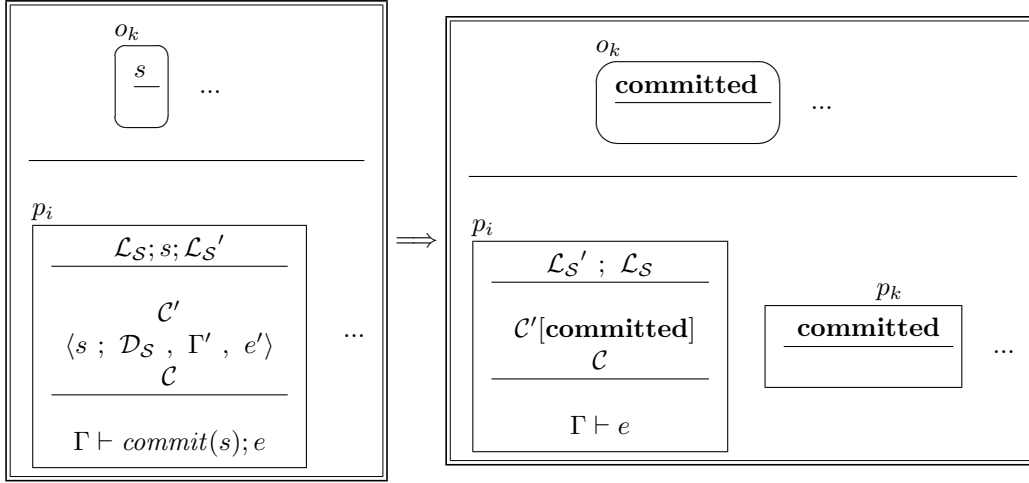 o_k
s
...
p_i
ℒ_𝒮; s; ℒ_𝒮′
𝒞′
⟨s ; 𝒟_𝒮 , Γ′ , e′⟩
𝒞
...
Γ ⊢ commit(s); e
⟹
o_k
committed
...
p_i
ℒ_𝒮′ ; ℒ_𝒮
𝒞′[committed]
𝒞
Γ ⊢ e
p_k
committed
...